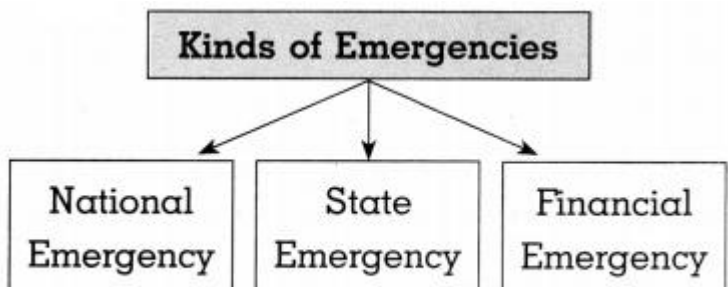 Kinds of Emergencies
National
Emergency
State
Emergency
Financial
Emergency